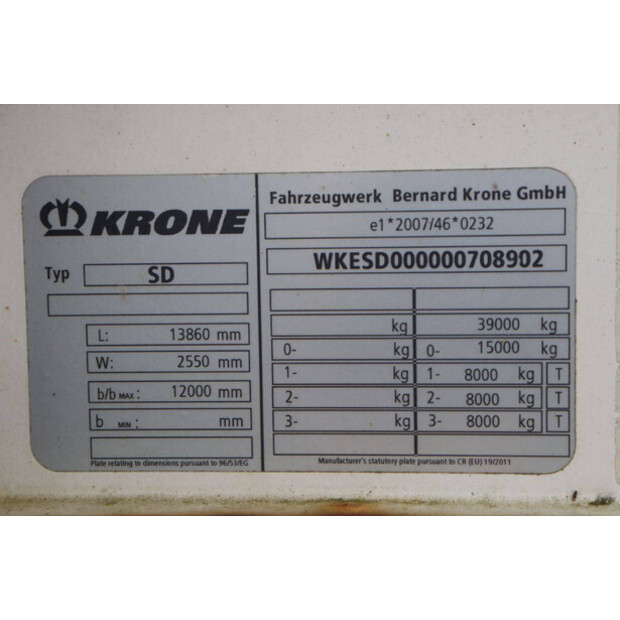 KRONE
Typ SD
L: 13860 mm
W: 2550 mm
b/b MAX: 12000 mm
b MIN: mm
Plate relating to dimensions pursuant to 96/53/EG
Fahrzeugwerk Bernard Krone GmbH
e1*2007/46*0232
WKESD000000708902
kg 39000 kg
0- kg 0- 15000 kg
1- kg 1- 8000 kg T
2- kg 2- 8000 kg T
3- kg 3- 8000 kg T
Manufacturer's statutory plate pursuant to CR (EU) 19/2011